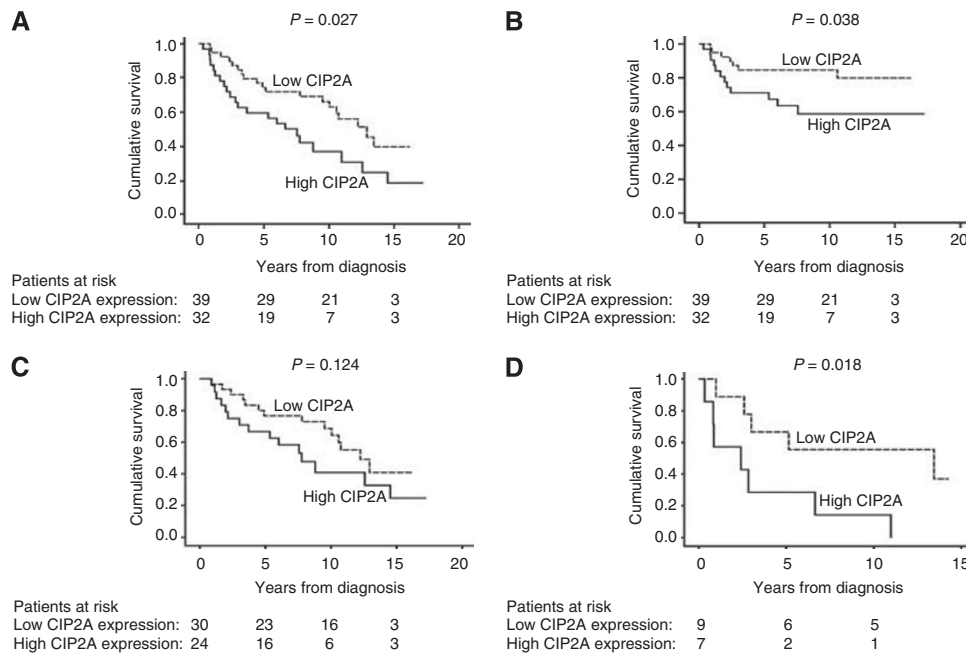 A
P = 0.027
Cumulative survival
1.0
0.8
0.6
0.4
0.2
0.0
Low CIP2A
High CIP2A
0 5 10 15 20
Years from diagnosis
Patients at risk
Low CIP2A expression: 39 29 21 3
High CIP2A expression: 32 19 7 3
B
P = 0.038
Cumulative survival
1.0
0.8
0.6
0.4
0.2
0.0
Low CIP2A
High CIP2A
0 5 10 15 20
Years from diagnosis
Patients at risk
Low CIP2A expression: 39 29 21 3
High CIP2A expression: 32 19 7 3
C
P = 0.124
Cumulative survival
1.0
0.8
0.6
0.4
0.2
0.0
Low CIP2A
High CIP2A
0 5 10 15 20
Years from diagnosis
Patients at risk
Low CIP2A expression: 30 23 16 3
High CIP2A expression: 24 16 6 3
D
P = 0.018
Cumulative survival
1.0
0.8
0.6
0.4
0.2
0.0
Low CIP2A
High CIP2A
0 5 10 15
Years from diagnosis
Patients at risk
Low CIP2A expression: 9 6 5
High CIP2A expression: 7 2 1